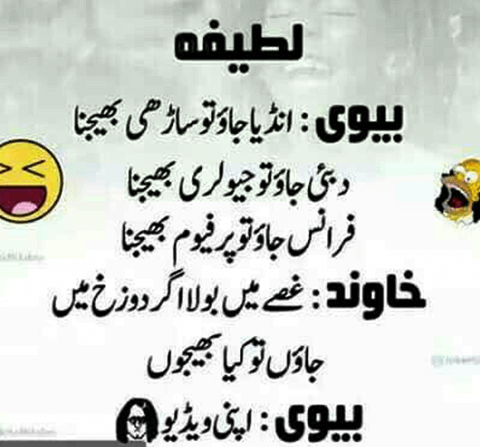 لطیفہ
بیوی : انڈیا جاؤ تو ساڑھی بھیجنا
دبئی جاؤ تو جیولری بھیجنا
فرانس جاؤ تو پرفیوم بھیجنا
خاوند : غصے میں بولا اگر دوزخ میں
جاؤں تو کیا بھیجوں
بیوی : اپنی ویڈیو